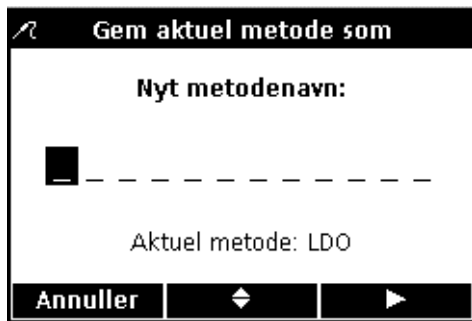 Gem aktuel metode som
Nyt metodenavn:
_ _ _ _ _ _ _ _ _ _ _ _
Aktuel metode: LDO
Annuller